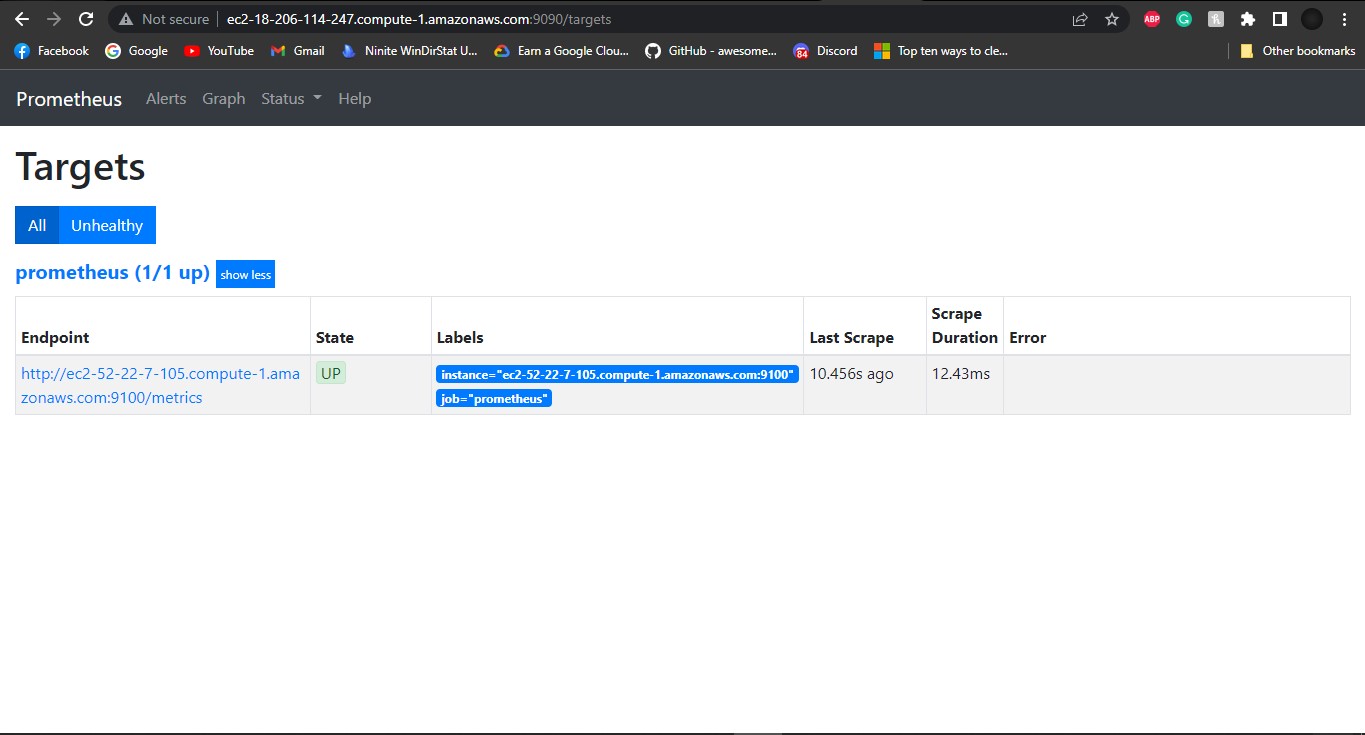 Not secure ec2-18-206-114-247.compute-1.amazonaws.com:9090/targets ABP
Facebook Google YouTube Gmail Ninite WinDirStat U... Earn a Google Clou... GitHub - awesome... 84 Discord Top ten ways to cle... Other bookmarks
Prometheus Alerts Graph Status Help
Targets
All Unhealthy
prometheus (1/1 up) show less
Endpoint State Labels Last Scrape Scrape Duration Error
http://ec2-52-22-7-105.compute-1.ama UP instance="ec2-52-22-7-105.compute-1.amazonaws.com:9100" 10.456s ago 12.43ms
zonaws.com:9100/metrics job="prometheus"